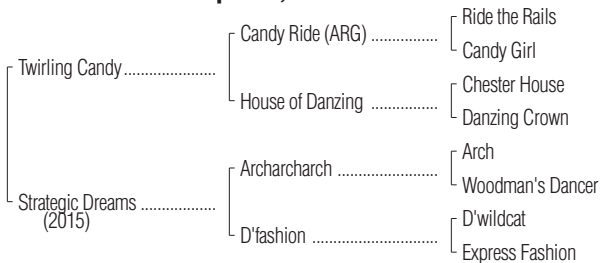 Ride the Rails
Candy Ride (ARG) ................
Candy Girl
Twirling Candy ......................
Chester House
House of Danzing ................
Danzing Crown
Arch
Archarcharch ........................
Woodman's Dancer
Strategic Dreams ..................
(2015)
D'wildcat
D'fashion ..............................
Express Fashion